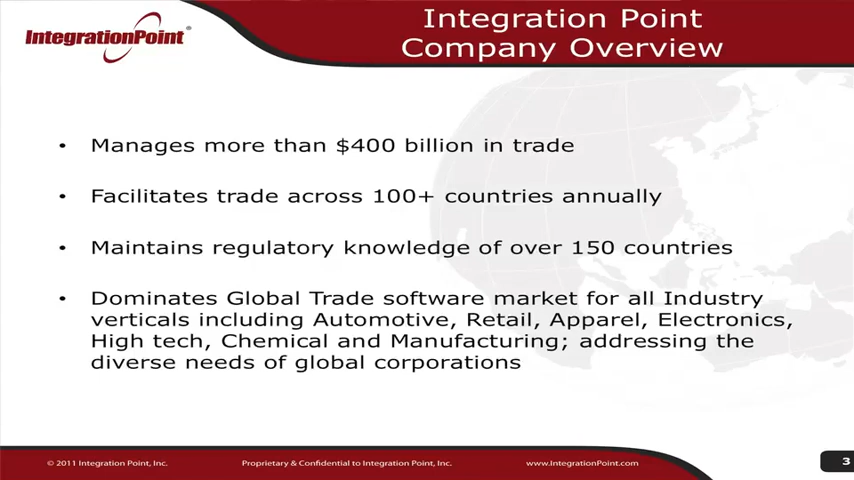 IntegrationPoint®
Integration Point
Company Overview
• Manages more than $400 billion in trade
• Facilitates trade across 100+ countries annually
• Maintains regulatory knowledge of over 150 countries
• Dominates Global Trade software market for all Industry
verticals including Automotive, Retail, Apparel, Electronics,
High tech, Chemical and Manufacturing; addressing the
diverse needs of global corporations
© 2011 Integration Point, Inc. Proprietary & Confidential to Integration Point, Inc. www.IntegrationPoint.com 3